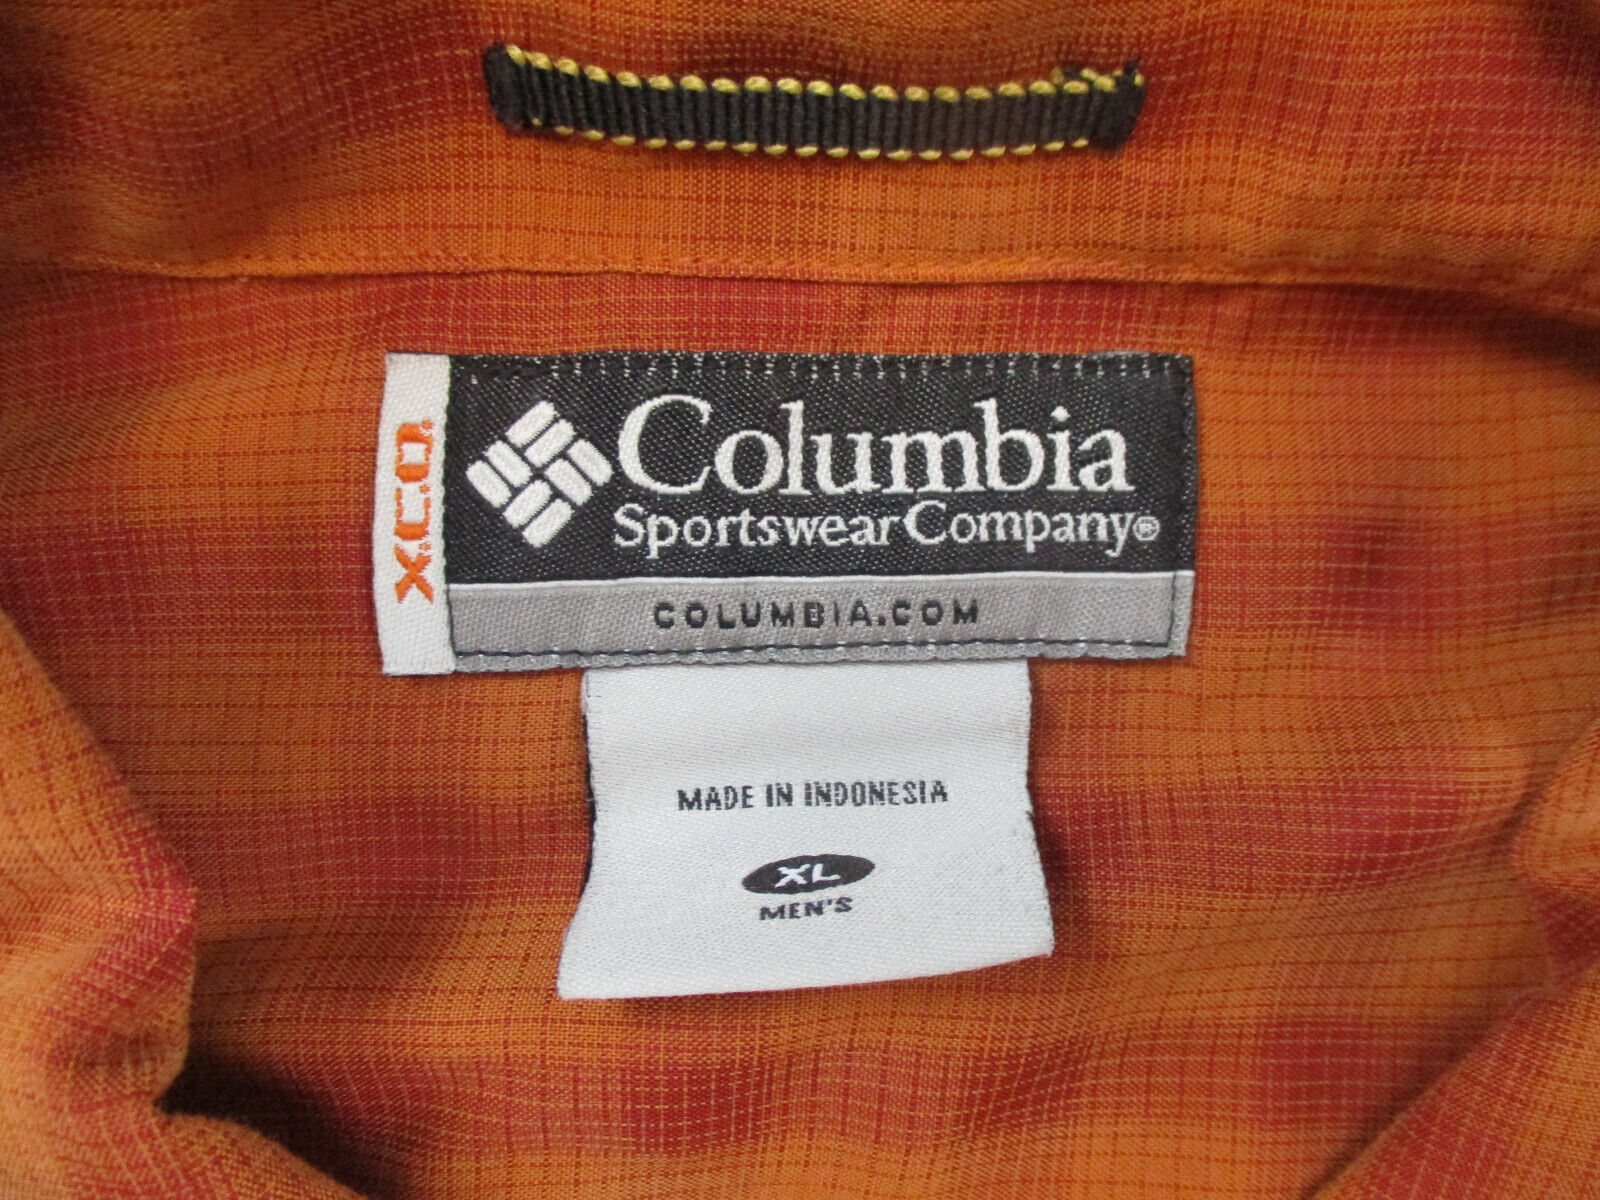 X.C.O.
Columbia
Sportswear Company®
COLUMBIA.COM
MADE IN INDONESIA
XL
MEN'S